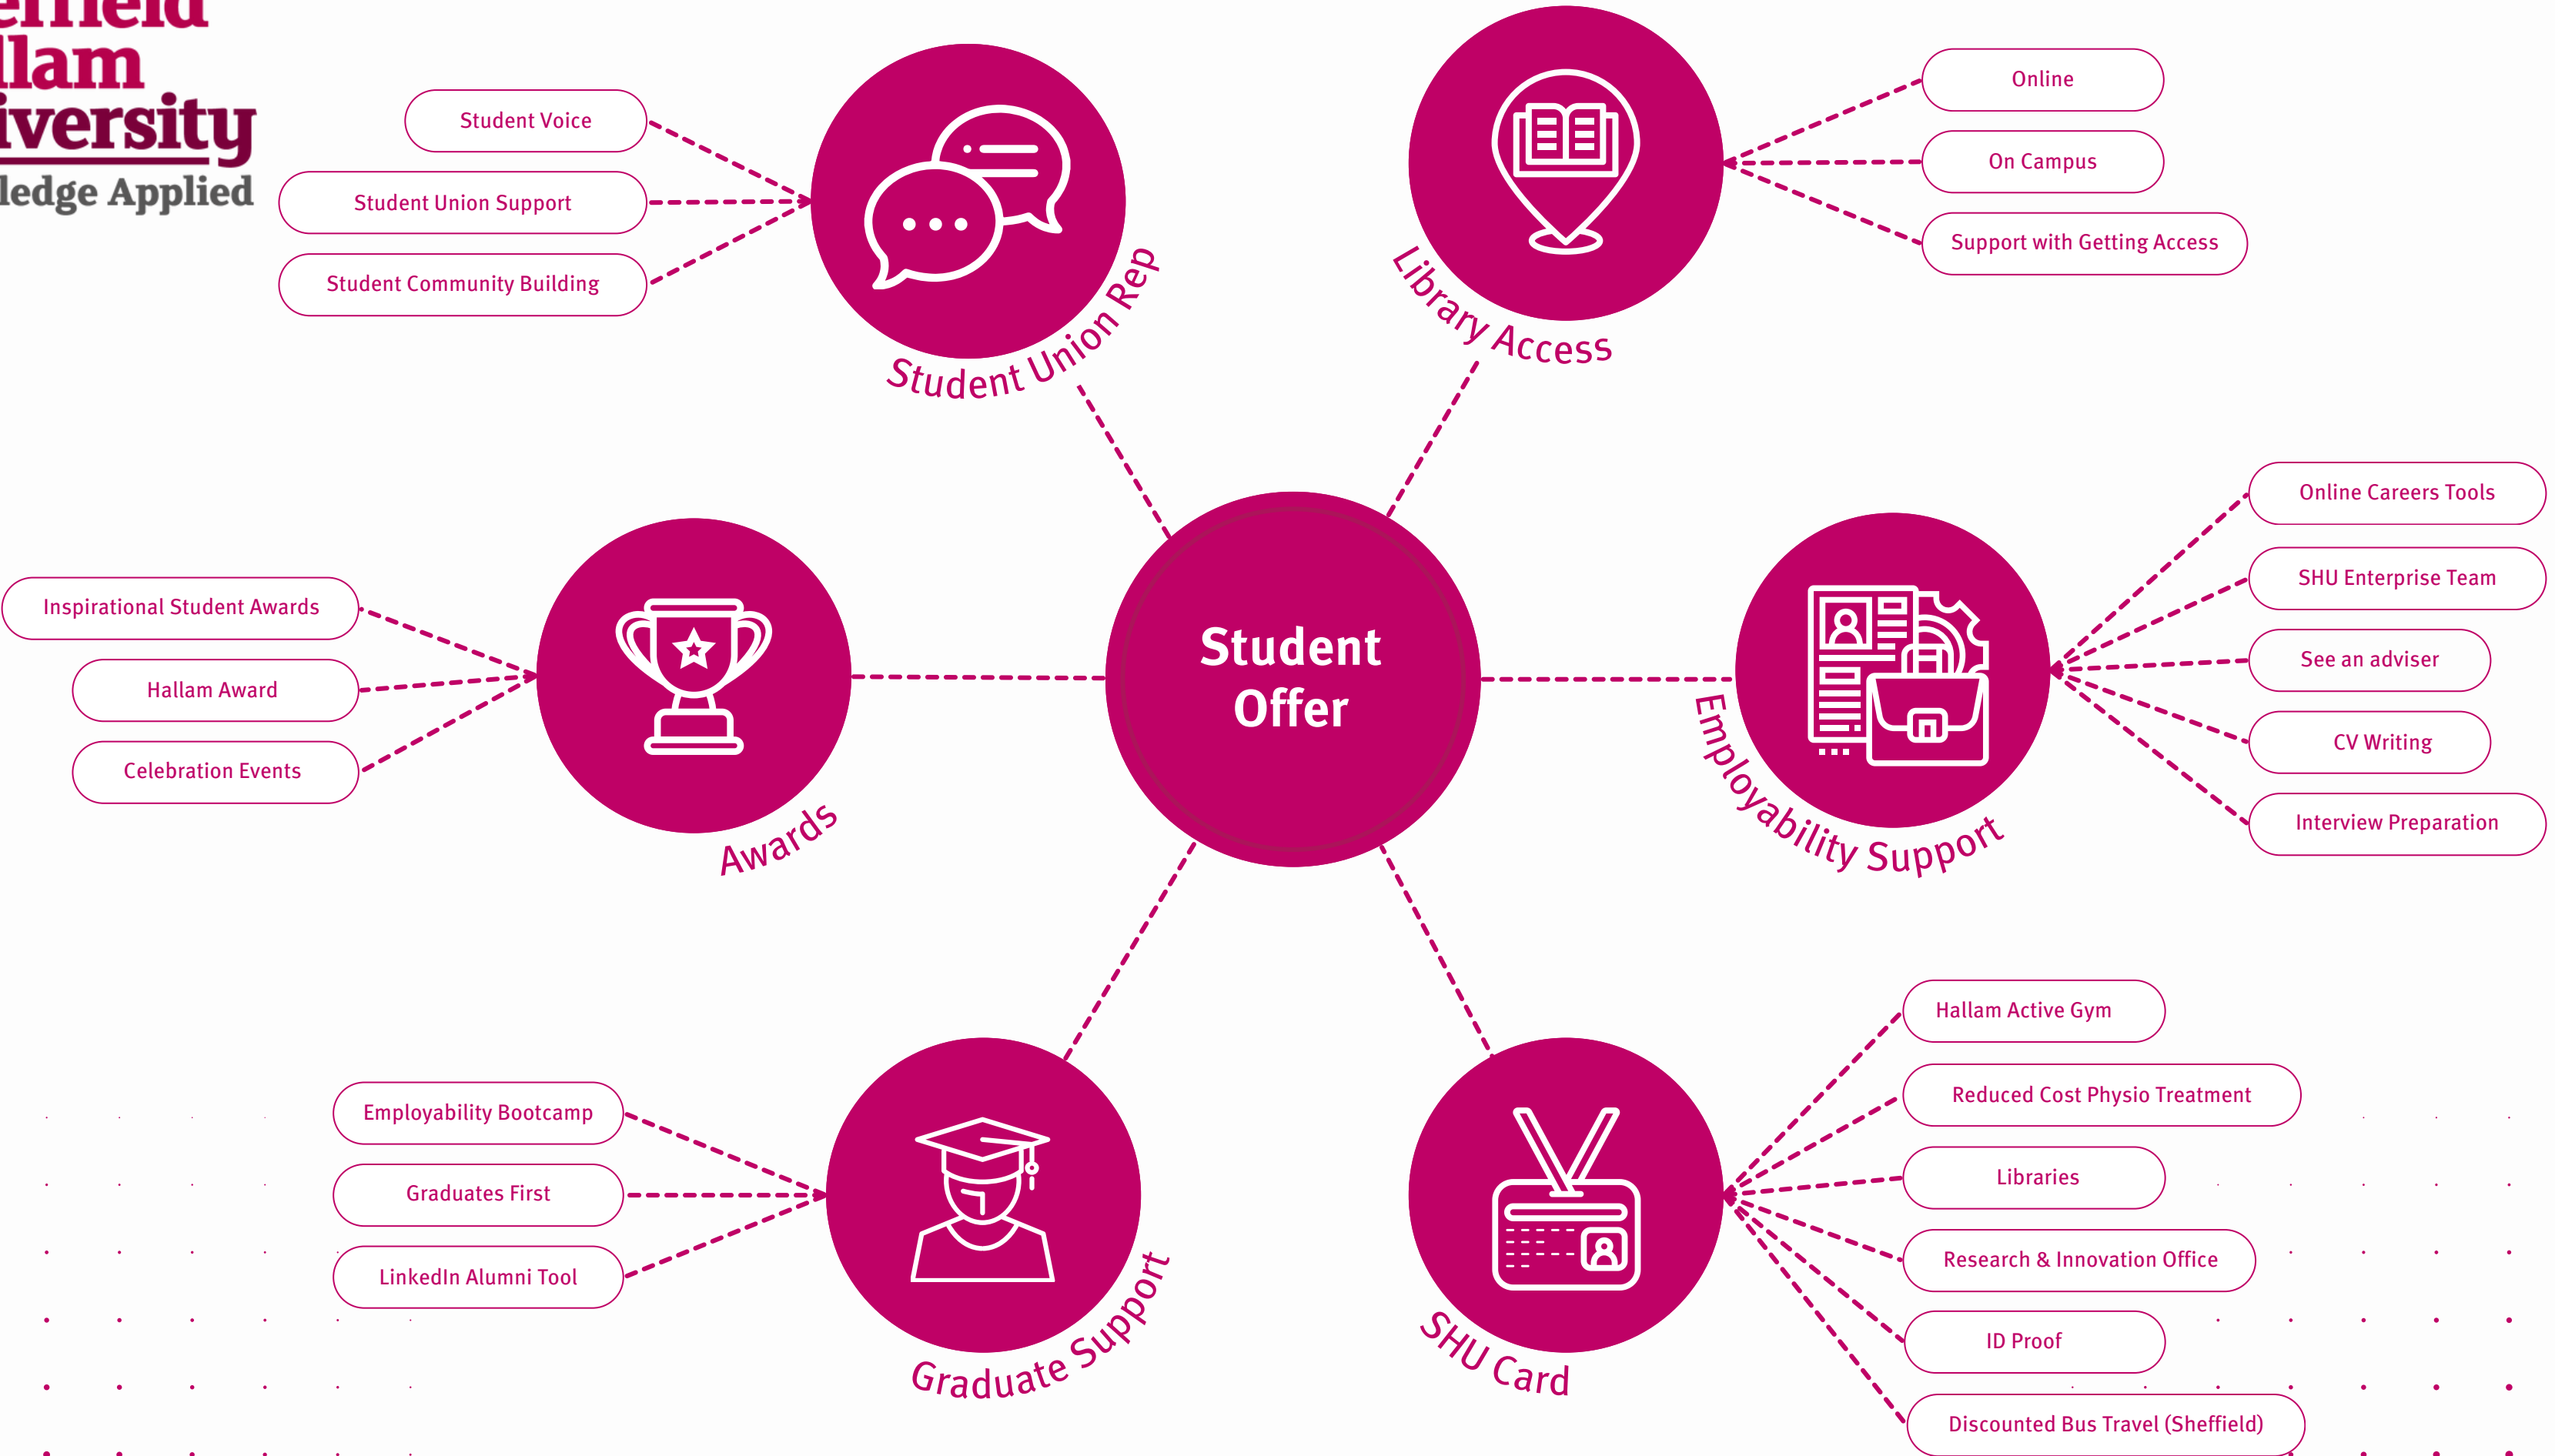 effield
llam
iversity
ledge Applied
Student Voice
Student Union Support
Student Community Building
Student Union Rep
Library Access
Online
On Campus
Support with Getting Access
Inspirational Student Awards
Hallam Award
Celebration Events
Awards
Student
Offer
Employability Support
Online Careers Tools
SHU Enterprise Team
See an adviser
CV Writing
Interview Preparation
Employability Bootcamp
Graduates First
LinkedIn Alumni Tool
Graduate Support
SHU Card
Hallam Active Gym
Reduced Cost Physio Treatment
Libraries
Research & Innovation Office
ID Proof
Discounted Bus Travel (Sheffield)